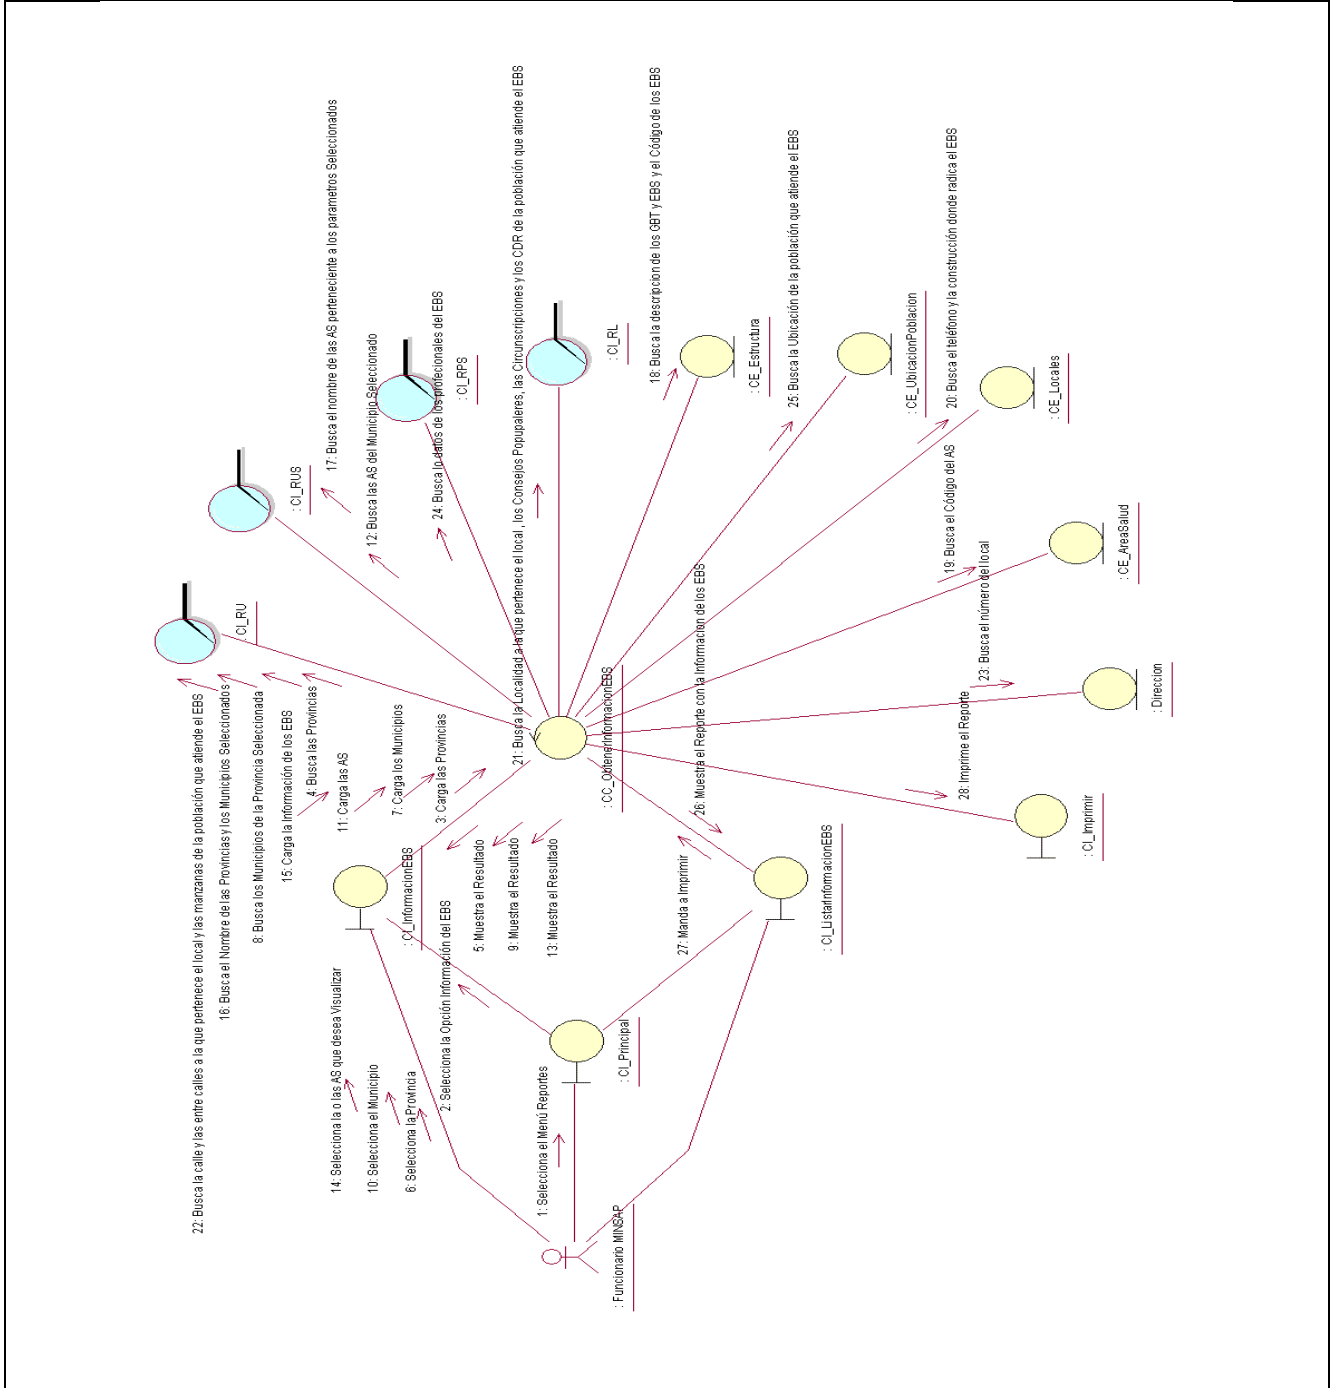 22: Busca la calle y las entre calles a la que pertenece el local y las manzanas de la población que atiende el EBS
16: Busca el Nombre de las Provincias y los Municipios Seleccionados
8: Busca los Municipios de la Provincia Seleccionada
15: Carga la Información de los EBS
4: Busca las Provincias
11: Carga las AS
7: Carga los Municipios
3: Carga las Provincias
CI_RU
: CI_RUS
17: Busca el nombre de las AS perteneciente a los parametros Seleccionados
12: Busca las AS del Municipio Seleccionado
24: Busca lo datos de los profecionales del EBS
: CI_RPS
21: Busca la Localidad a la que pertenece el local, los Consejos Popupaleres, las Circunscripciones y los CDR de la población que atiende el EBS
: CI_RL
18: Busca la descripcion de los GBT y EBS y el Código de los EBS
: CE_Estructura
25: Busca la Ubicación de la población que atiende el EBS
: CE_UbicacionPoblacion
20: Busca el teléfono y la construcción donde radica el EBS
: CE_Locales
19: Busca el Código del AS
: CE_AreaSalud
23: Busca el número del local
: Direccion
28: Imprime el Reporte
: CI_Imprimir
: CC_ObtenerInformacionEBS
26: Muestra el Reporte con la Informacion de los EBS
27: Manda a Imprimir
: CI_ListarInformacionEBS
: CI_InformacionEBS
5: Muestra el Resultado
9: Muestra el Resultado
13: Muestra el Resultado
2: Selecciona la Opción Información del EBS
14: Selecciona la o las AS que desea Visualizar
10: Selecciona el Municipio
6: Selecciona la Provincia
: CI_Principal
1: Selecciona el Menú Reportes
: Funcionario MINSAP